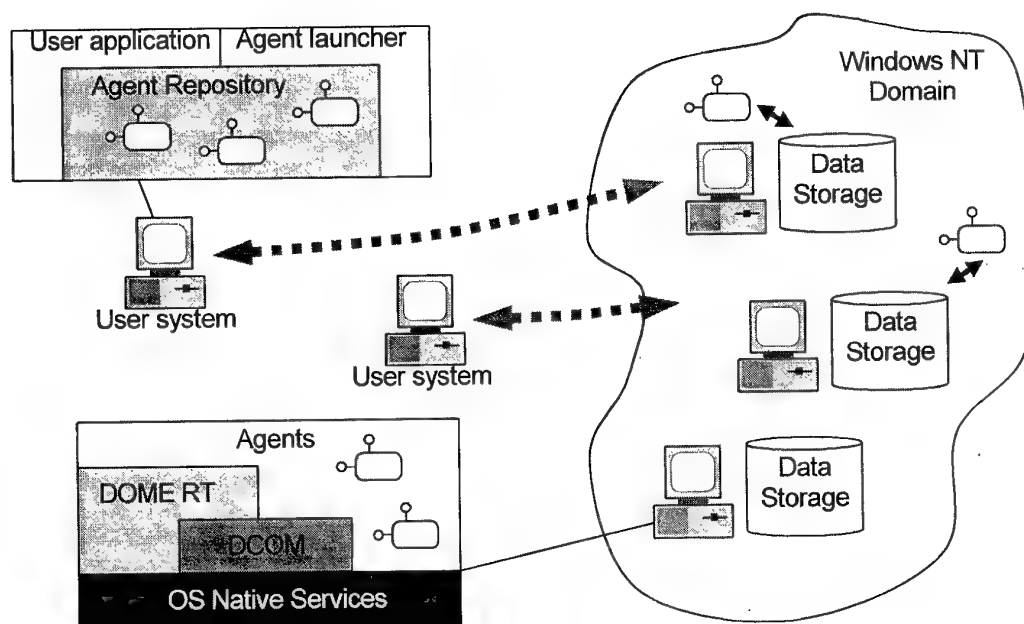 User application
Agent launcher
Agent Repository
User system
User system
Windows NT
Domain
Data
Storage
Data
Storage
Data
Storage
Agents
DOME RT
DCOM
OS Native Services